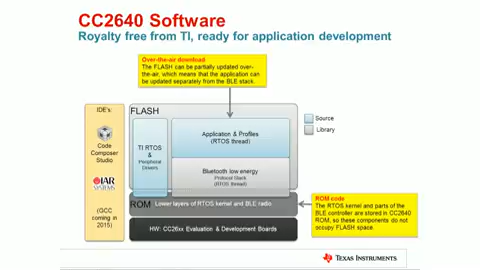 CC2640 Software
Royalty free from TI, ready for application development
Over-the-air download
The FLASH can be partially updated over-
the-air, which means that the application can
be updated separately from the BLE stack.
IDE's:
Code
Composer
Studio
IAR
SYSTEMS
(GCC
coming in
2015)
FLASH
TI RTOS
&
Peripheral
Drivers
Application & Profiles
(RTOS thread)
Bluetooth low energy
Protocol Stack
(RTOS thread)
Source
Library
ROM Lower layers of RTOS kernel and BLE radio
HW: CC26xx Evaluation & Development Boards
ROM code
The RTOS kernel and parts of the
BLE controller are stored in CC2640
ROM, so these components do not
occupy FLASH space.
TEXAS INSTRUMENTS